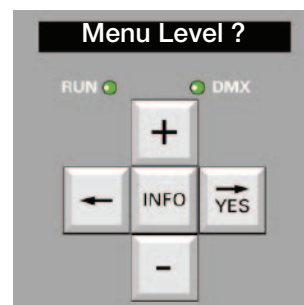 Menu Level ?
RUN DMX
+
← INFO → YES
-